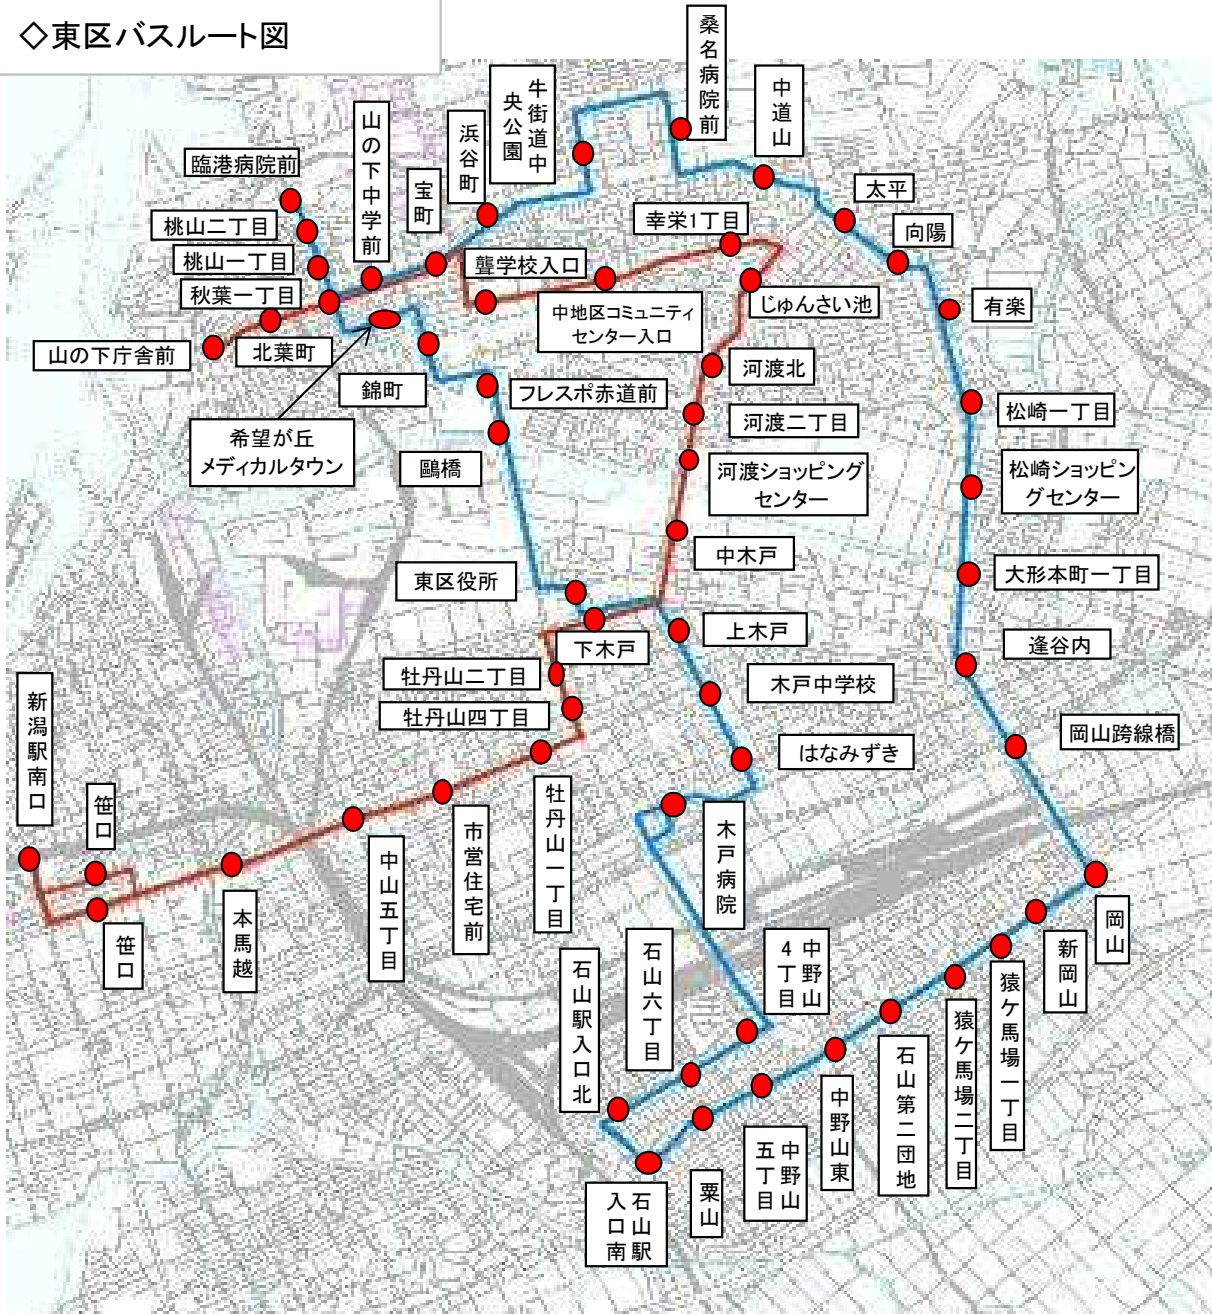 ◇東区バスルート図
桑名病院前
牛街道中
央公園
中道山
浜谷町
山の下中学前
臨港病院前
宝町
太平
桃山二丁目
幸栄1丁目
向陽
桃山一丁目
聾学校入口
秋葉一丁目
じゅんさい池
有楽
中地区コミュニティ
センター入口
山の下庁舎前
北葉町
河渡北
錦町
フレスポ赤道前
松崎一丁目
河渡二丁目
希望が丘
メディカルタウン
鷗橋
河渡ショッピング
センター
松崎ショッピン
グセンター
中木戸
東区役所
大形本町一丁目
上木戸
下木戸
逢谷内
牡丹山二丁目
木戸中学校
新潟駅南口
牡丹山四丁目
岡山跨線橋
はなみずき
笹口
牡丹山一丁目
市営住宅前
木戸病院
中山五丁目
本馬越
笹口
岡山
新岡山
石山六丁目
中野山
4丁目
石山駅入口北
猿ケ馬場一丁目
猿ケ馬場二丁目
石山第二団地
中野山東
中野山
五丁目
粟山
石山駅
入口南